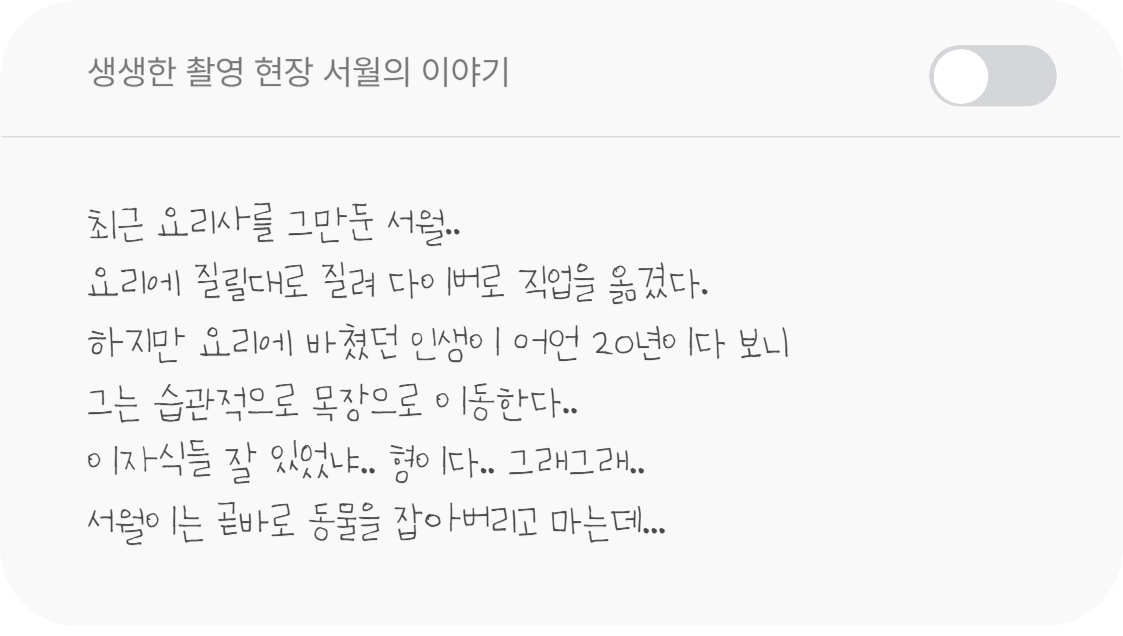 생생한 촬영 현장 서월의 이야기
최근 요리사를 그만둔 서월..
요리에 질릴대로 질려 다이버로 직업을 옮겼다.
하지만 요리에 바쳤던 인생이 어언 20년이다 보니
그는 습관적으로 목장으로 이동한다..
이자식들 잘 있었냐.. 형이다.. 그래그래..
서월이는 곧바로 동물을 잡아버리고 마는데...